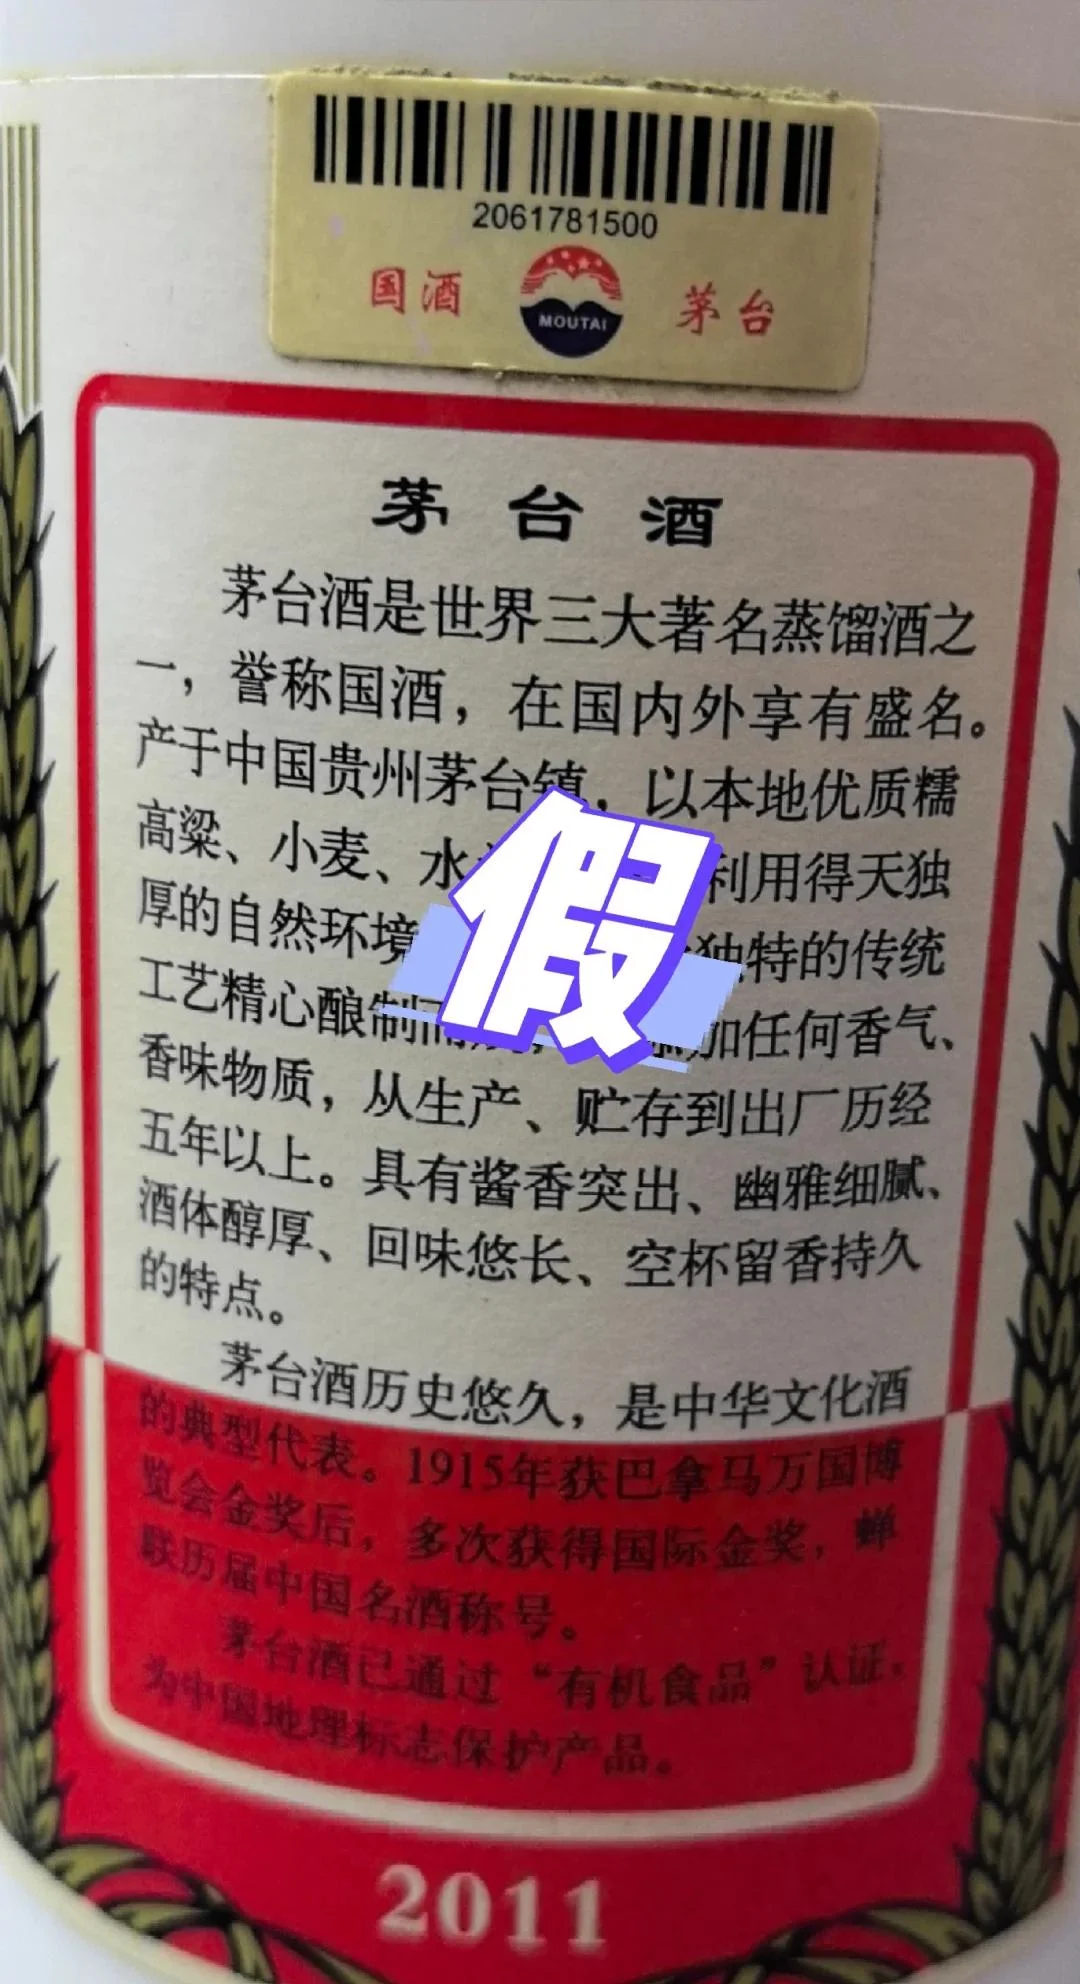 2061781500
国酒 MOUTAI 茅台
茅台酒
茅台酒是世界三大著名蒸馏酒之
一，誉称国酒，在国内外享有盛名。
产于中国贵州茅台镇，以本地优质糯
高粱、小麦、水 利用得天独
厚的自然环境 独特的传统
工艺精心酿制而 加任何香气、
香味物质，从生产、贮存到出厂历经
五年以上。具有酱香突出、幽雅细腻、
酒体醇厚、回味悠长、空杯留香持久
的特点。
茅台酒历史悠久，是中华文化酒
的典型代表。1915年获巴拿马万国博
览会金奖后，多次获得国际金奖，蝉
联历届中国名酒称号。
茅台酒已通过“有机食品”认证，
为中国地理标志保护产品。
2011
假